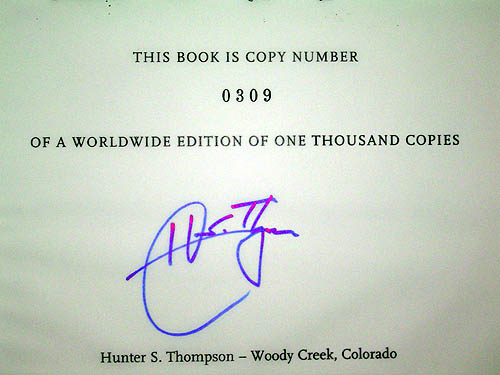 THIS BOOK IS COPY NUMBER
0309
OF A WORLDWIDE EDITION OF ONE THOUSAND COPIES
Hunter S. Thompson – Woody Creek, Colorado